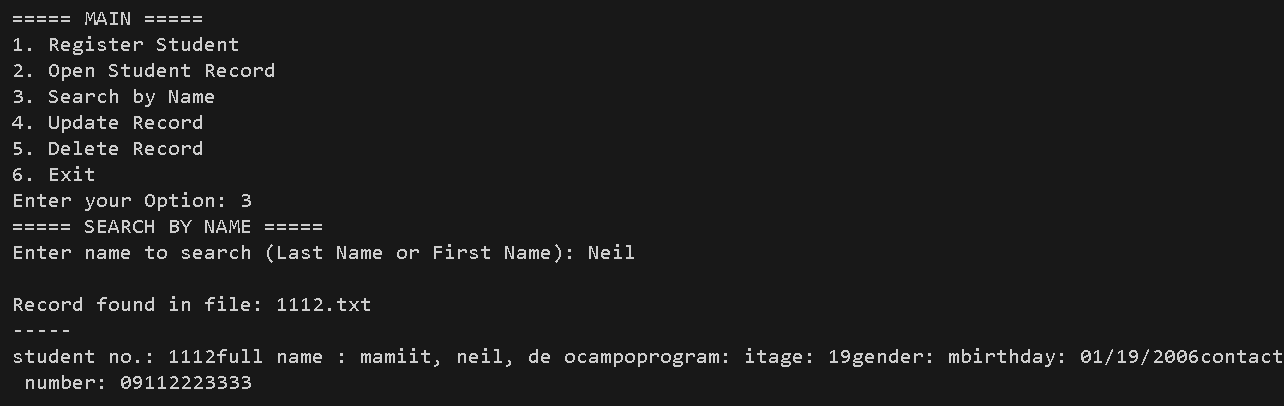 ===== MAIN =====
1. Register Student
2. Open Student Record
3. Search by Name
4. Update Record
5. Delete Record
6. Exit
Enter your Option: 3
===== SEARCH BY NAME =====
Enter name to search (Last Name or First Name): Neil
Record found in file: 1112.txt
-----
student no.: 1112full name : mamiit, neil, de ocampoprogram: itage: 19gender: mbirthday: 01/19/2006contact
number: 09112223333